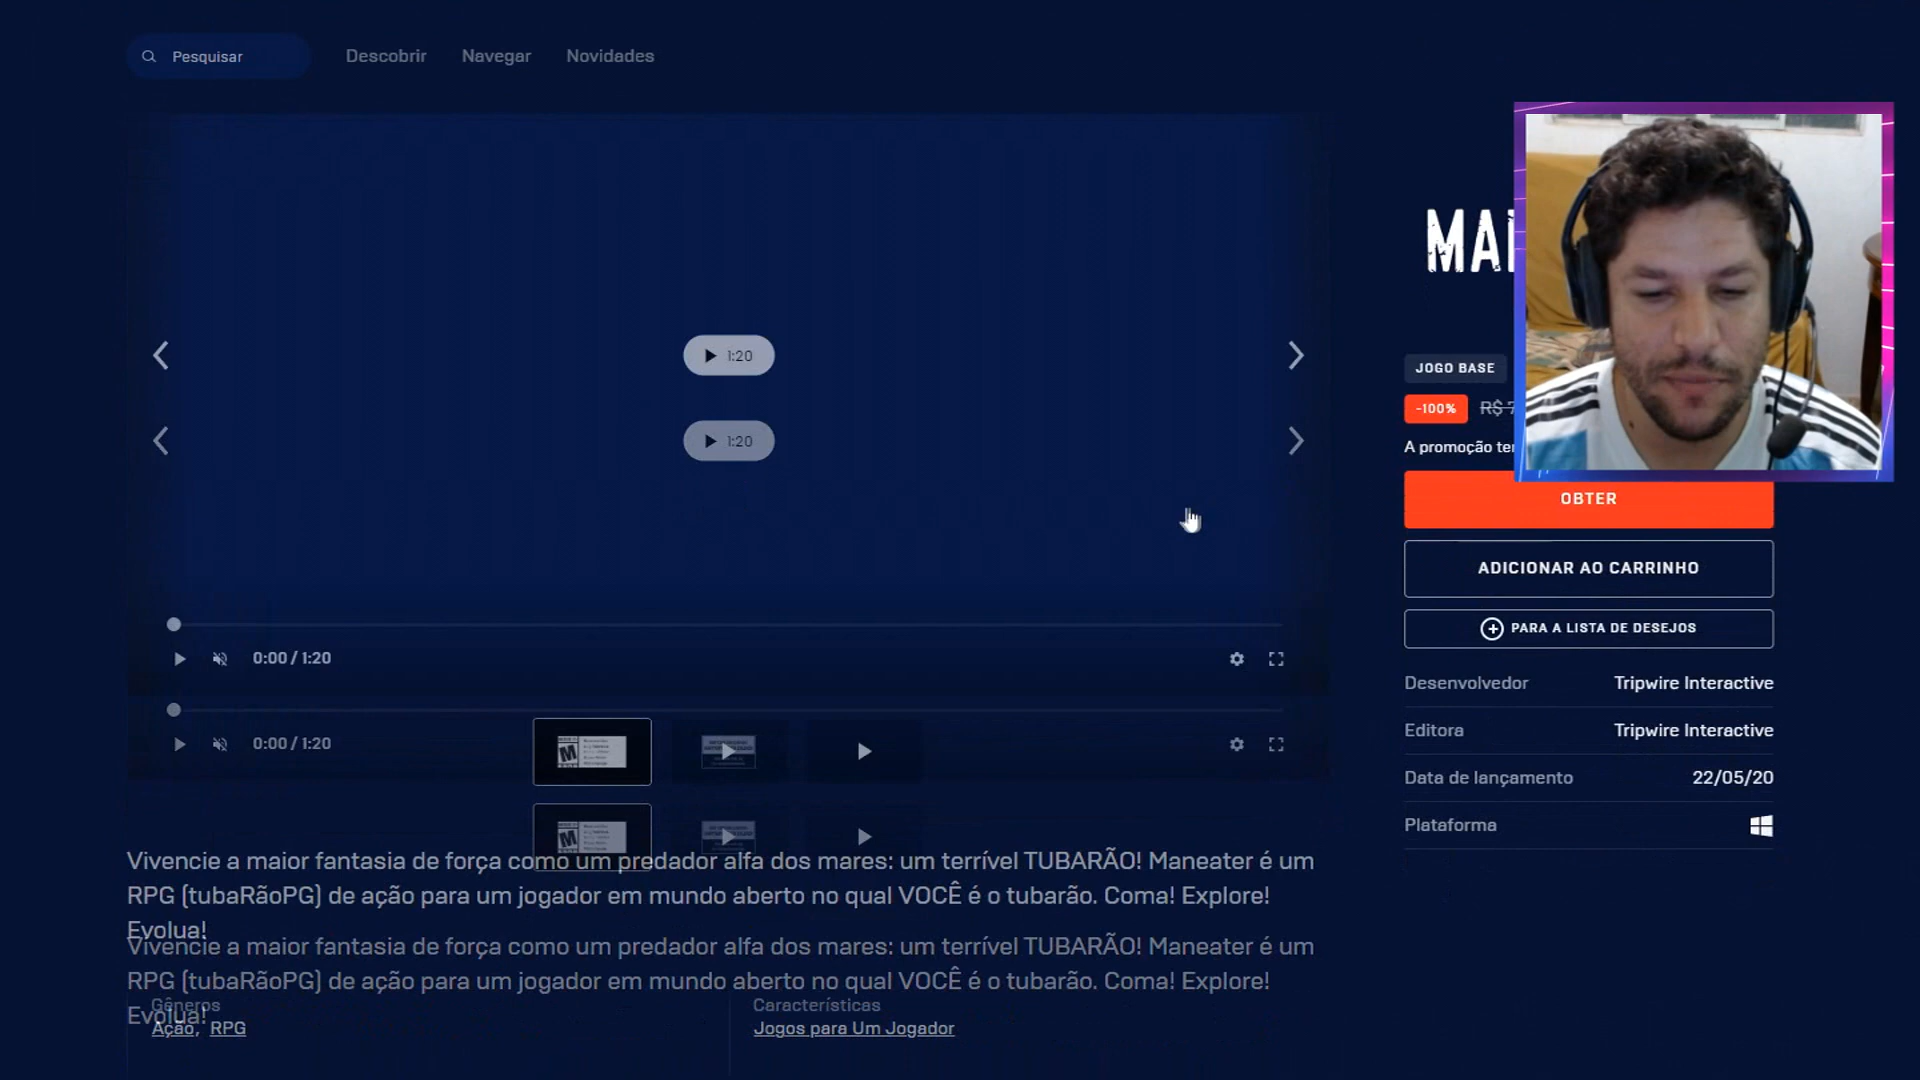 Pesquisar
Descobrir
Navegar
Novidades
1:20
1:20
0:00 / 1:20
0:00 / 1:20
Vivencie a maior fantasia de força como um predador alfa dos mares: um terrível TUBARÃO! Maneater é um
RPG (tubaRãoPG) de ação para um jogador em mundo aberto no qual VOCÊ é o tubarão. Coma! Explore!
Evolua!
Vivencie a maior fantasia de força como um predador alfa dos mares: um terrível TUBARÃO! Maneater é um
RPG (tubaRãoPG) de ação para um jogador em mundo aberto no qual VOCÊ é o tubarão. Coma! Explore!
Evolua!
Gêneros
Ação, RPG
Características
Jogos para Um Jogador
JOGO BASE
-100% R$
A promoção
OBTER
ADICIONAR AO CARRINHO
PARA A LISTA DE DESEJOS
Desenvolvedor Tripwire Interactive
Editora Tripwire Interactive
Data de lançamento 22/05/20
Plataforma